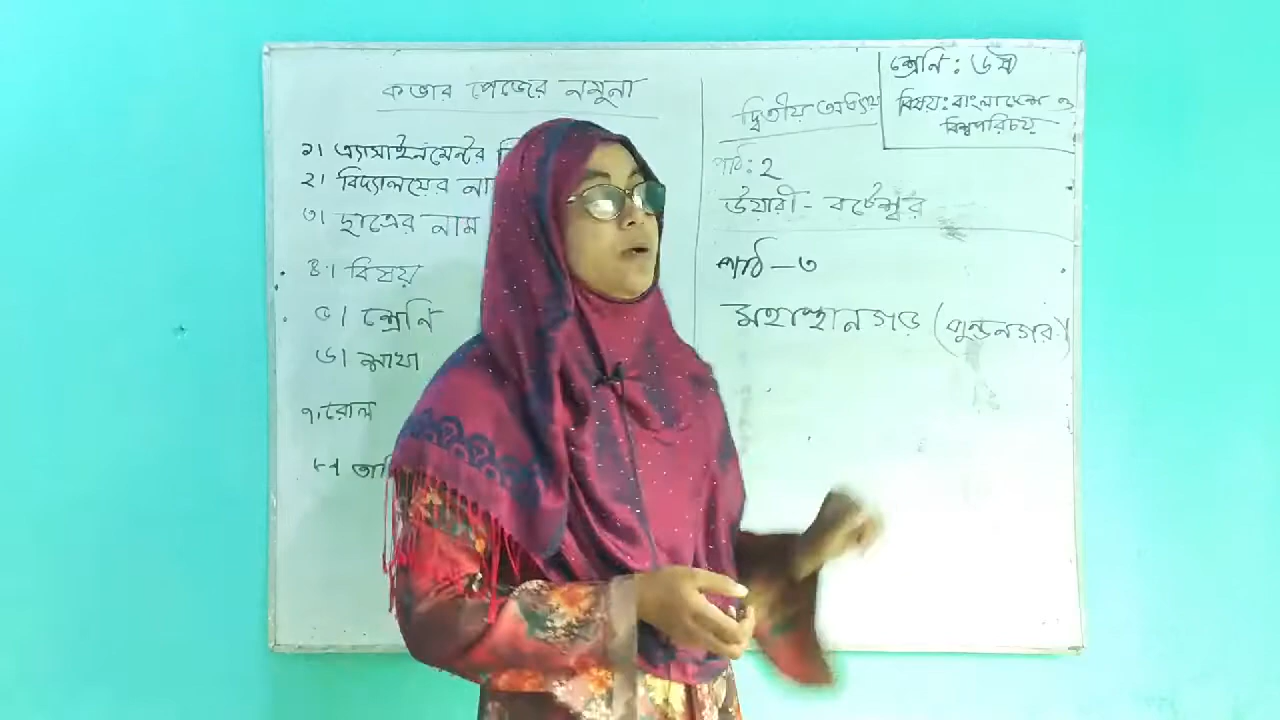 কভার পেজের নমুনা
১। এ্যাসাইনমেন্টের
২। বিদ্যালয়ের
৩। ছাত্রের নাম
৪। বিষয়
৫। শ্রেণি
৬। শাখা
৭। রোল
শ্রেণি: ৬ষ্ঠ
বিষয়: বাংলাদেশ ও
বিশ্বপরিচয়
দ্বিতীয় অধ্যায়
পাঠ: ২
উয়ারী - বটেশ্বর
পাঠ - ৩
মহাস্থানগড় (পুন্ড্রনগর)